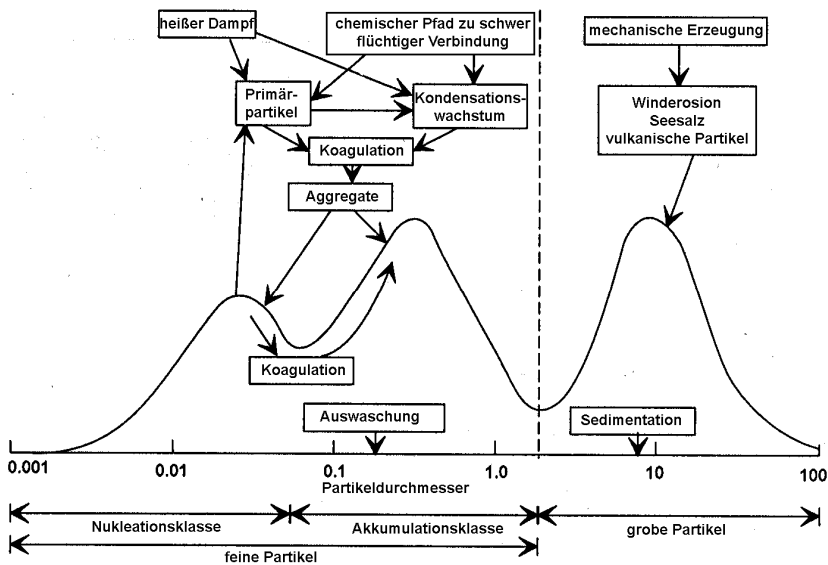 heißer Dampf
chemischer Pfad zu schwer
flüchtiger Verbindung
mechanische Erzeugung
Primär-
partikel
Kondensations-
wachstum
Winderosion
Seesalz
vulkanische Partikel
Koagulation
Aggregate
Koagulation
Auswaschung
Sedimentation
0.001
0.01
0.1
1.0
10
100
Partikeldurchmesser
Nukleationsklasse
Akkumulationsklasse
grobe Partikel
feine Partikel